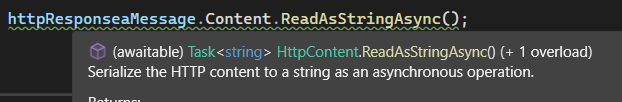 httpResponseaMessage.Content.ReadAsStringAsync();
(awaitable) Task<string> HttpContent.ReadAsStringAsync() (+ 1 overload)
Serialize the HTTP content to a string as an asynchronous operation.
Returns: